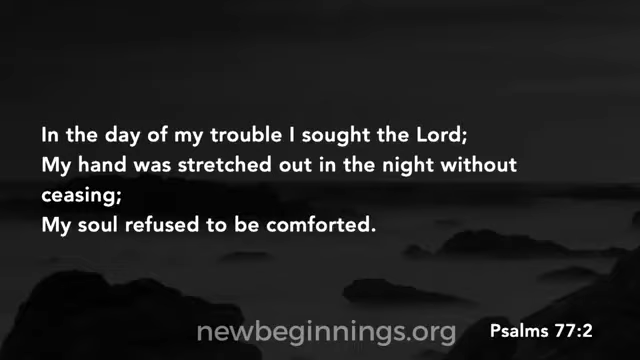 In the day of my trouble I sought the Lord;
My hand was stretched out in the night without
ceasing;
My soul refused to be comforted.
newbeginnings.org
Psalms 77:2